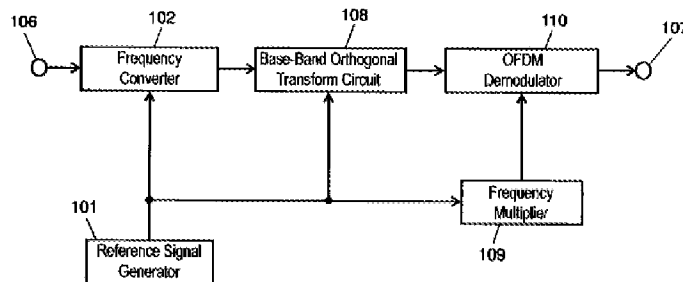 106
102
Frequency
Converter
108
Base-Band Orthogonal
Transform Circuit
110
OFDM
Demodulator
107
101
Reference Signal
Generator
Frequency
Multiplier
109